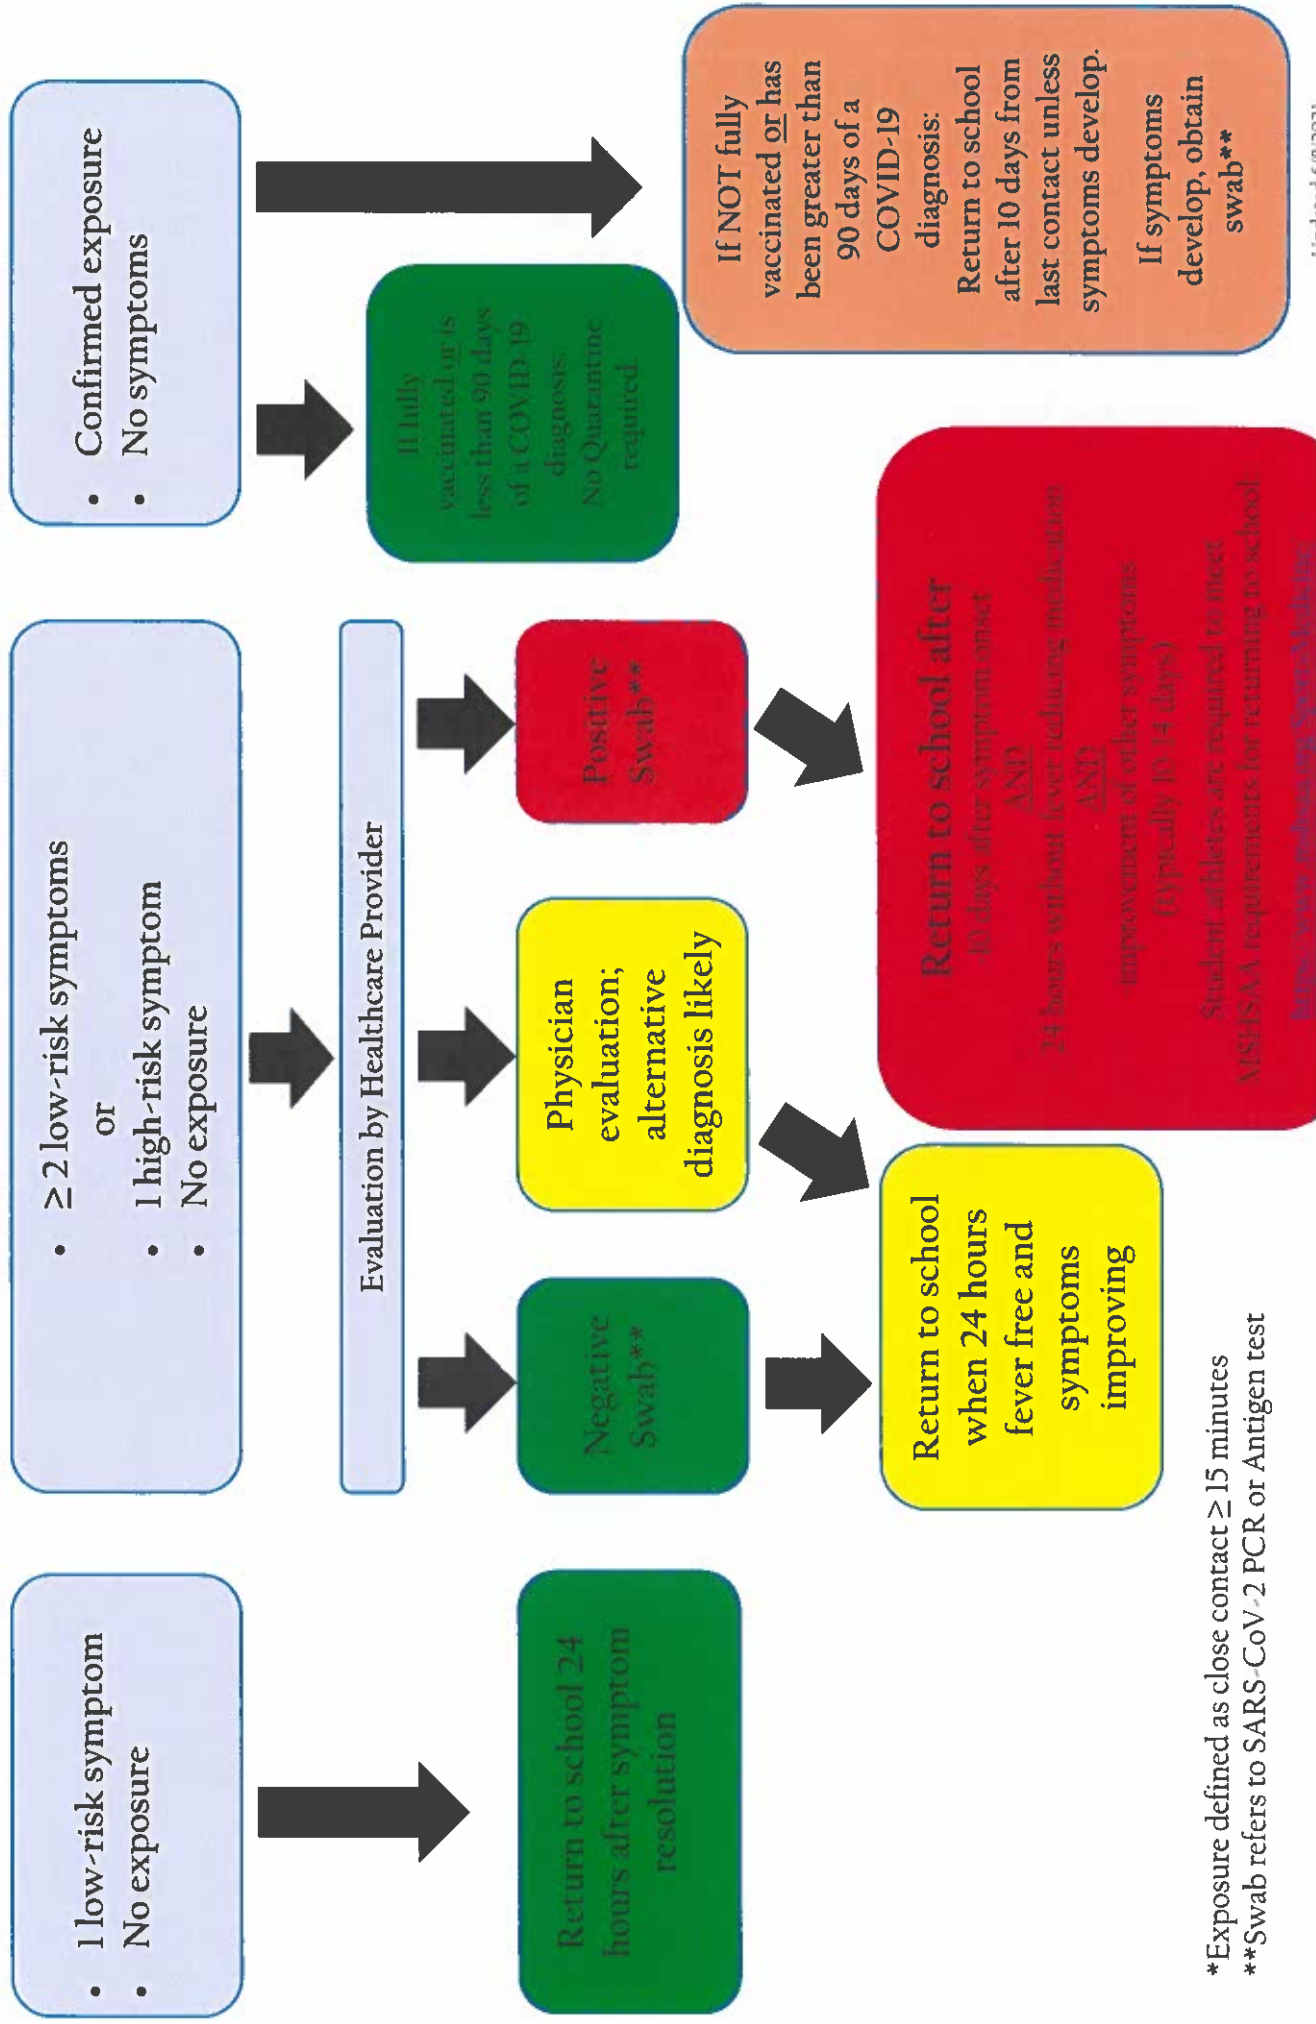 • 1 low-risk symptom
• No exposure
Return to school 24
hours after symptom
resolution
• ≥ 2 low-risk symptoms
or
• 1 high-risk symptom
• No exposure
Evaluation by Healthcare Provider
Negative
Swab**
Physician
evaluation;
alternative
diagnosis likely
Positive
Swab**
Return to school
when 24 hours
fever free and
symptoms
improving
Return to school after
10 days after symptom onset
AND
24 hours without fever reducing medication
AND
improvement of other symptoms
(typically 10-14 days)
Student athletes are required to meet
MSHSAA requirements for returning to school
• Confirmed exposure
• No symptoms
If fully
vaccinated or is
less than 90 days
of a COVID-19
diagnosis:
No Quarantine
required
If NOT fully
vaccinated or has
been greater than
90 days of a
COVID-19
diagnosis:
Return to school
after 10 days from
last contact unless
symptoms develop.
If symptoms
develop, obtain
swab**
*Exposure defined as close contact ≥ 15 minutes
**Swab refers to SARS-CoV-2 PCR or Antigen test